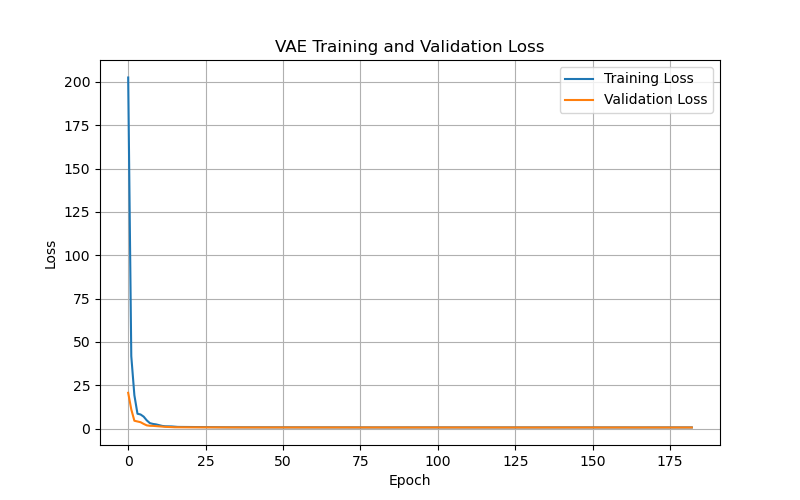 VAE Training and Validation Loss
Training Loss
Validation Loss
200
175
150
125
100
75
50
25
0
Loss
0 25 50 75 100 125 150 175
Epoch